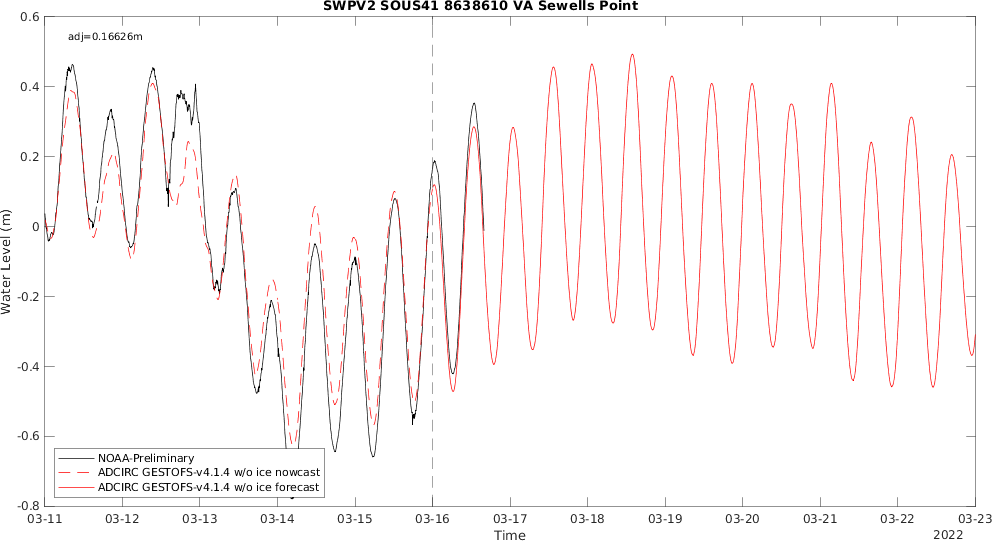 SWPV2 SOUS41 8638610 VA Sewells Point
adj=0.16626m
0.6
0.4
0.2
0
-0.2
-0.4
-0.6
-0.8
Water Level (m)
NOAA-Preliminary
ADCIRC GESTOFS-v4.1.4 w/o ice nowcast
ADCIRC GESTOFS-v4.1.4 w/o ice forecast
03-11 03-12 03-13 03-14 03-15 03-16 03-17 03-18 03-19 03-20 03-21 03-22 03-23
Time
2022